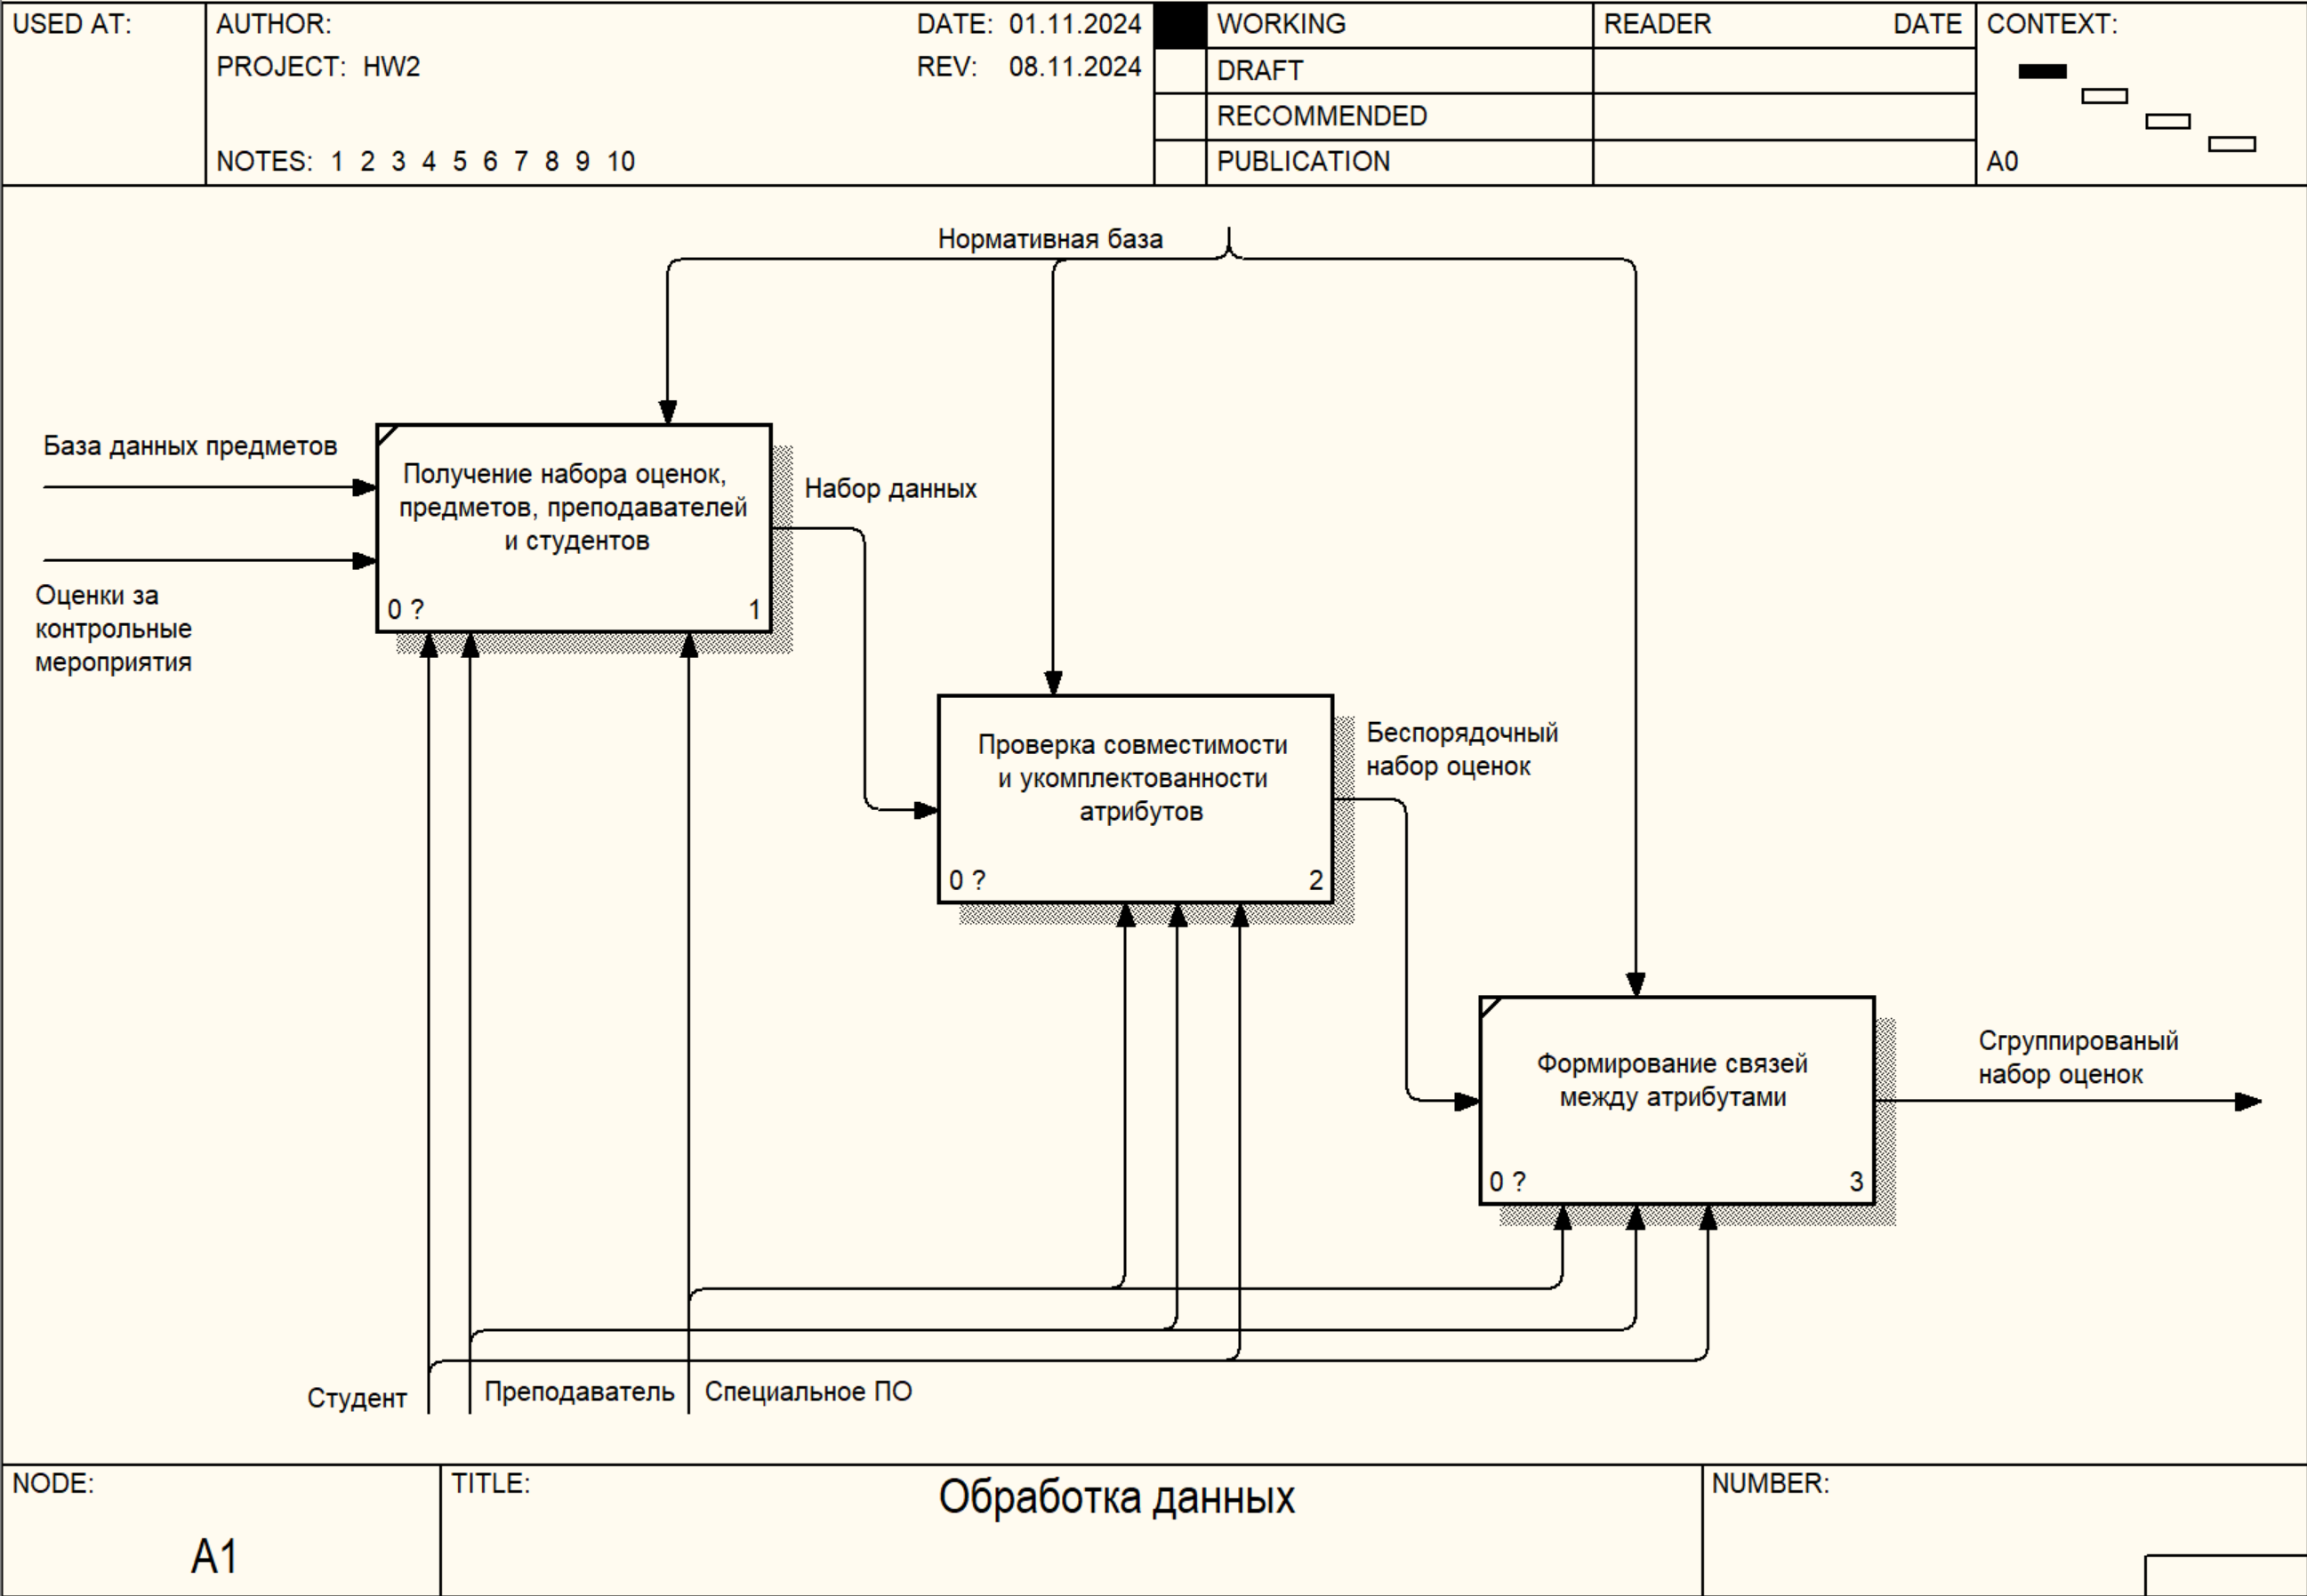 USED AT:
AUTHOR:
DATE: 01.11.2024
PROJECT: HW2
REV: 08.11.2024
NOTES: 1 2 3 4 5 6 7 8 9 10
WORKING
DRAFT
RECOMMENDED
PUBLICATION
READER DATE
CONTEXT:
A0
Нормативная база
База данных предметов
Оценки за
контрольные
мероприятия
Получение набора оценок,
предметов, преподавателей
и студентов
0 ? 1
Набор данных
Проверка совместимости
и укомплектованности
атрибутов
0 ? 2
Беспорядочный
набор оценок
Формирование связей
между атрибутами
0 ? 3
Сгруппированый
набор оценок
Студент
Преподаватель
Специальное ПО
NODE:
A1
TITLE:
Обработка данных
NUMBER: